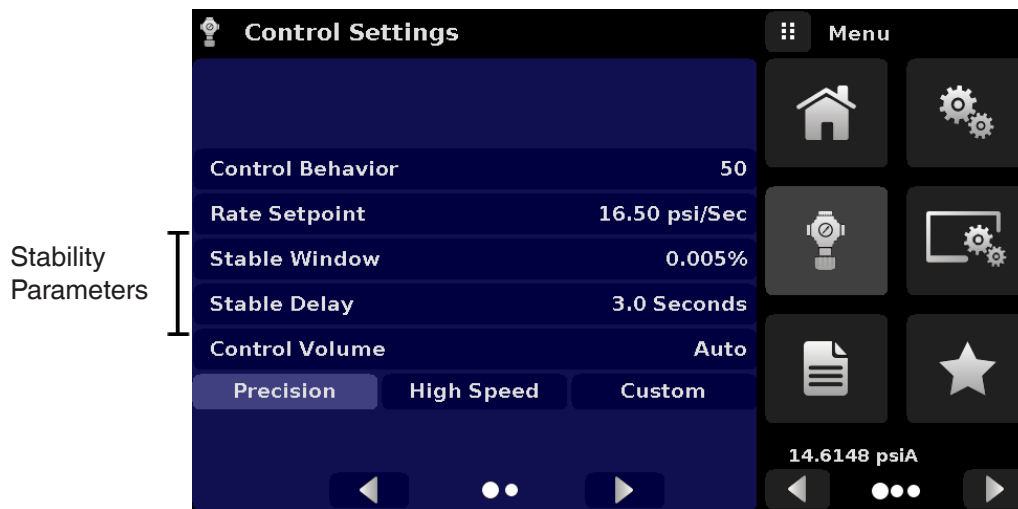 Control Settings
Menu
Control Behavior 50
Rate Setpoint 16.50 psi/Sec
Stability
Parameters
Stable Window 0.005%
Stable Delay 3.0 Seconds
Control Volume Auto
Precision High Speed Custom
14.6148 psiA